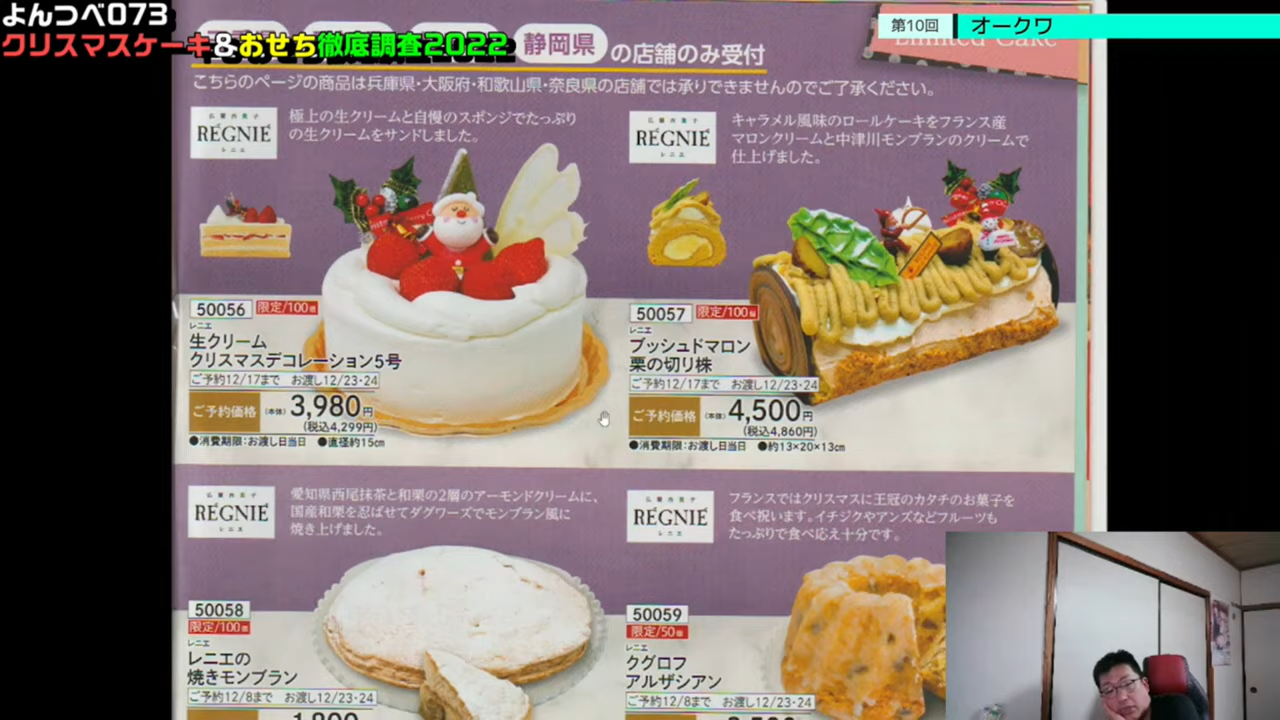 よんつべ073
クリスマスケーキ&おせち徹底調査2022
第10回 オークワ
Limited Cake
静岡県 の店舗のみ受付
こちらのページの商品は兵庫県・大阪府・和歌山県・奈良県の店舗では承りできませんのでご了承ください。
仏蘭西菓子
REGNIE
レニエ
極上の生クリームと自慢のスポンジでたっぷり
の生クリームをサンドしました。
50056 限定/100個
レニエ
生クリーム
クリスマスデコレーション5号
ご予約12/17まで お渡し12/23・24
ご予約価格 (本体) 3,980円
(税込4,299円)
●消費期限:お渡し日当日 ●直径約15cm
仏蘭西菓子
REGNIE
レニエ
キャラメル風味のロールケーキをフランス産
マロンクリームと中津川モンブランのクリームで
仕上げました。
50057 限定/100個
レニエ
ブッシュドマロン
栗の切り株
ご予約12/17まで お渡し12/23・24
ご予約価格 (本体) 4,500円
(税込4,860円)
●消費期限:お渡し日当日 ●約13×20×13cm
仏蘭西菓子
REGNIE
レニエ
愛知県西尾抹茶と和栗の2層のアーモンドクリームに、
国産和栗を忍ばせてダグワーズでモンブラン風に
焼き上げました。
50058
限定/100個
レニエ
レニエの
焼きモンブラン
ご予約12/8まで お渡し12/23・24
仏蘭西菓子
REGNIE
レニエ
フランスではクリスマスに王冠のカタチのお菓子を
食べ祝います。イチジクやアンズなどフルーツも
たっぷりで食べ応え十分です。
50059
限定/50個
レニエ
クグロフ
アルザシアン
ご予約12/8まで お渡し12/23・24